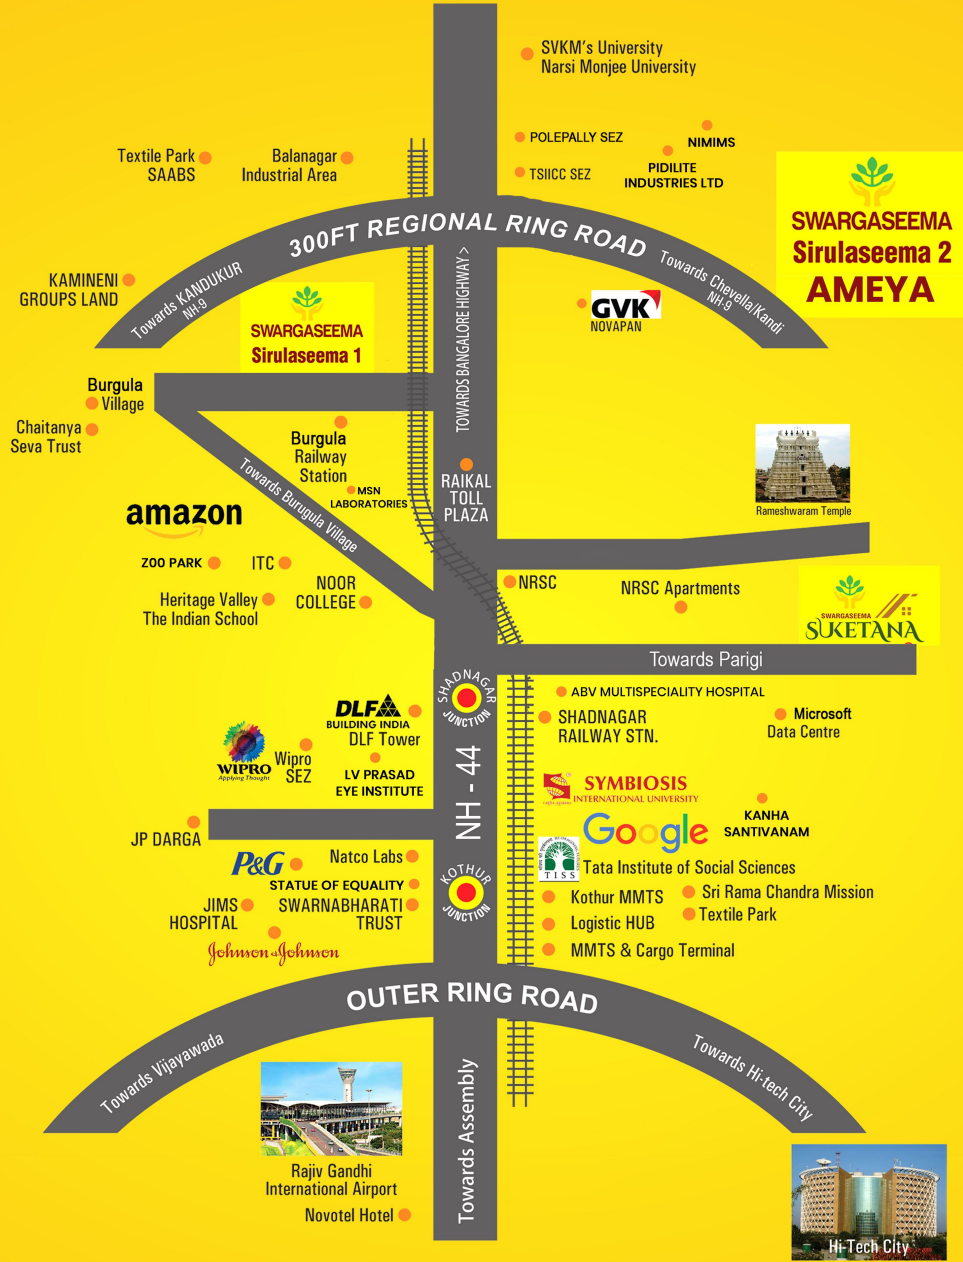 SVKM's University
Narsi Monjee University
POLEPALLY SEZ
NIMIMS
Textile Park
SAABS
Balanagar
Industrial Area
TSIICC SEZ
PIDILITE
INDUSTRIES LTD
SWARGASEEMA
Sirulaseema 2
AMEYA
300FT REGIONAL RING ROAD
Towards KANDUKUR
NH-9
Towards Chevella/Kandi
NH-9
KAMINENI
GROUPS LAND
SWARGASEEMA
Sirulaseema 1
TOWARDS BANGALORE HIGHWAY >
GVK
NOVAPAN
Burgula
Village
Chaitanya
Seva Trust
Burgula
Railway
Station
MSN
LABORATORIES
Towards Burugula Village
RAIKAL
TOLL
PLAZA
Rameshwaram Temple
amazon
ZOO PARK
ITC
NOOR
COLLEGE
Heritage Valley
The Indian School
NRSC
NRSC Apartments
SWARGASEEMA
SUKETANA
Towards Parigi
SHADNAGAR
JUNCTION
ABV MULTISPECIALITY HOSPITAL
SHADNAGAR
RAILWAY STN.
Microsoft
Data Centre
DLF
BUILDING INDIA
DLF Tower
WIPRO
Applying Thought
Wipro
SEZ
LV PRASAD
EYE INSTITUTE
NH - 44
SYMBIOSIS
INTERNATIONAL UNIVERSITY
KANHA
SANTIVANAM
Google
JP DARGA
P&G
Natco Labs
STATUE OF EQUALITY
JIMS
HOSPITAL
SWARNABHARATI
TRUST
Johnson & Johnson
KOTHUR
JUNCTION
TISS
Tata Institute of Social Sciences
Kothur MMTS
Sri Rama Chandra Mission
Logistic HUB
Textile Park
MMTS & Cargo Terminal
OUTER RING ROAD
Towards Vijayawada
Towards Hi-tech City
Towards Assembly
Rajiv Gandhi
International Airport
Novotel Hotel
Hi-Tech City